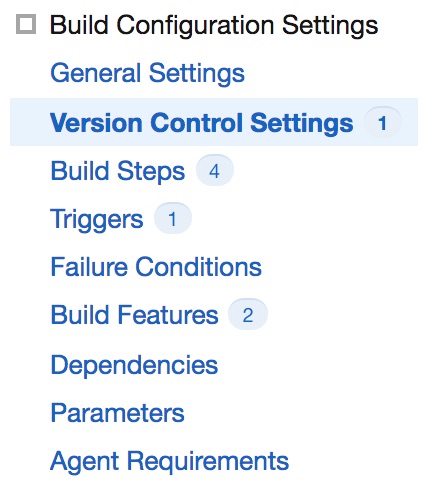 Build Configuration Settings
General Settings
Version Control Settings 1
Build Steps 4
Triggers 1
Failure Conditions
Build Features 2
Dependencies
Parameters
Agent Requirements